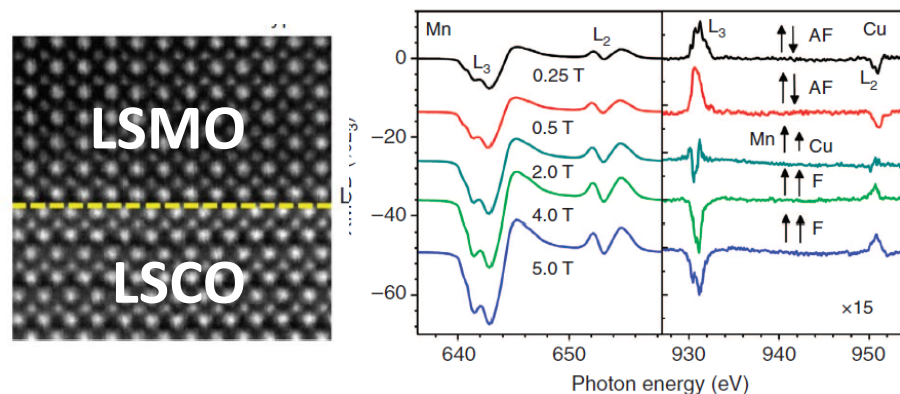 LSMO
LSCO
Mn
Cu
L3
L2
0.25 T
0.5 T
2.0 T
4.0 T
5.0 T
L3
AF
L2
AF
Mn
Cu
F
F
×15
0
−20
−40
−60
640
650
930
940
950
Photon energy (eV)